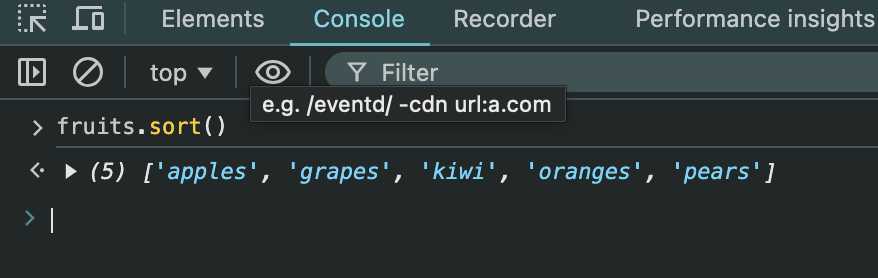 Elements Console Recorder Performance insights
top Filter
e.g. /eventd/ -cdn url:a.com
> fruits.sort()
(5) ['apples', 'grapes', 'kiwi', 'oranges', 'pears']
>